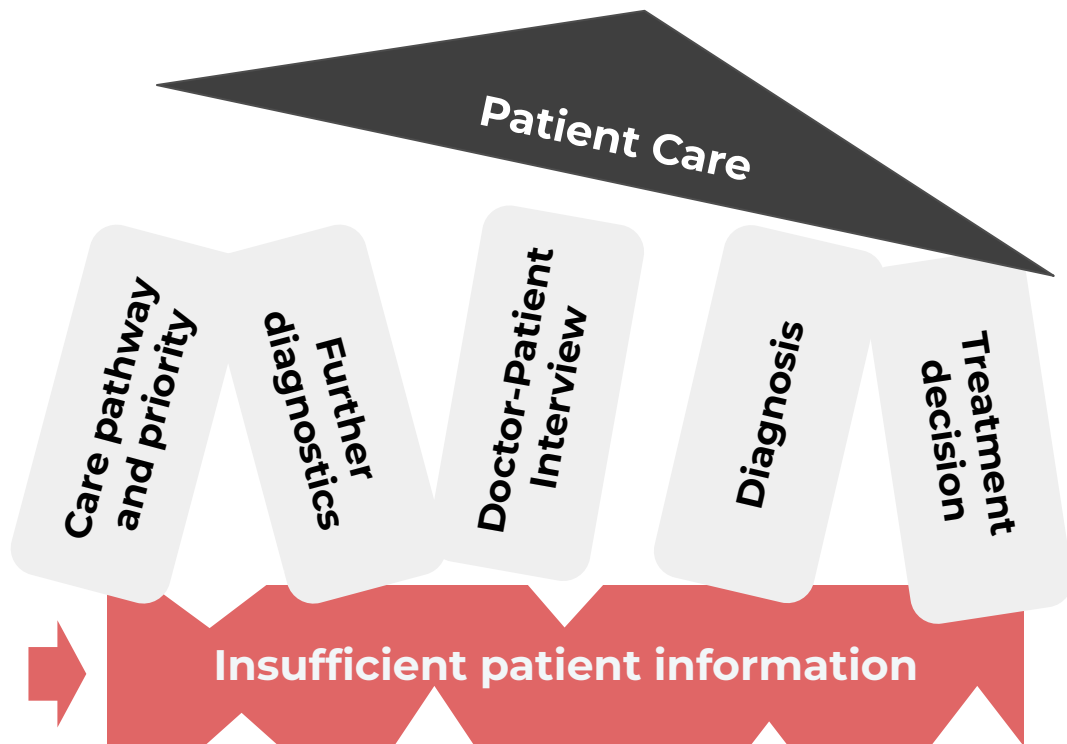 Patient Care
Care pathway
and priority
Further
diagnostics
Doctor-Patient
Interview
Diagnosis
Treatment
decision
Insufficient patient information